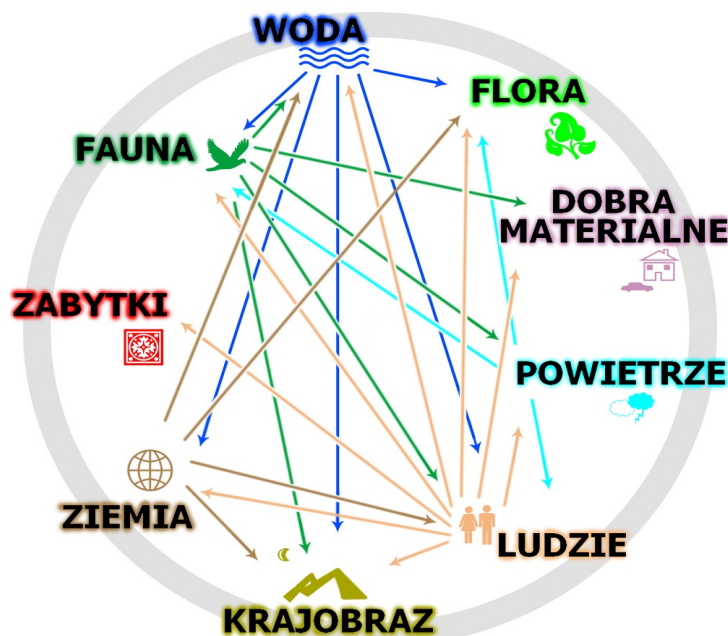 WODA
FLORA
FAUNA
DOBRA
MATERIALNE
ZABYTKI
POWIETRZE
ZIEMIA
LUDZIE
KRAJOBRAZ